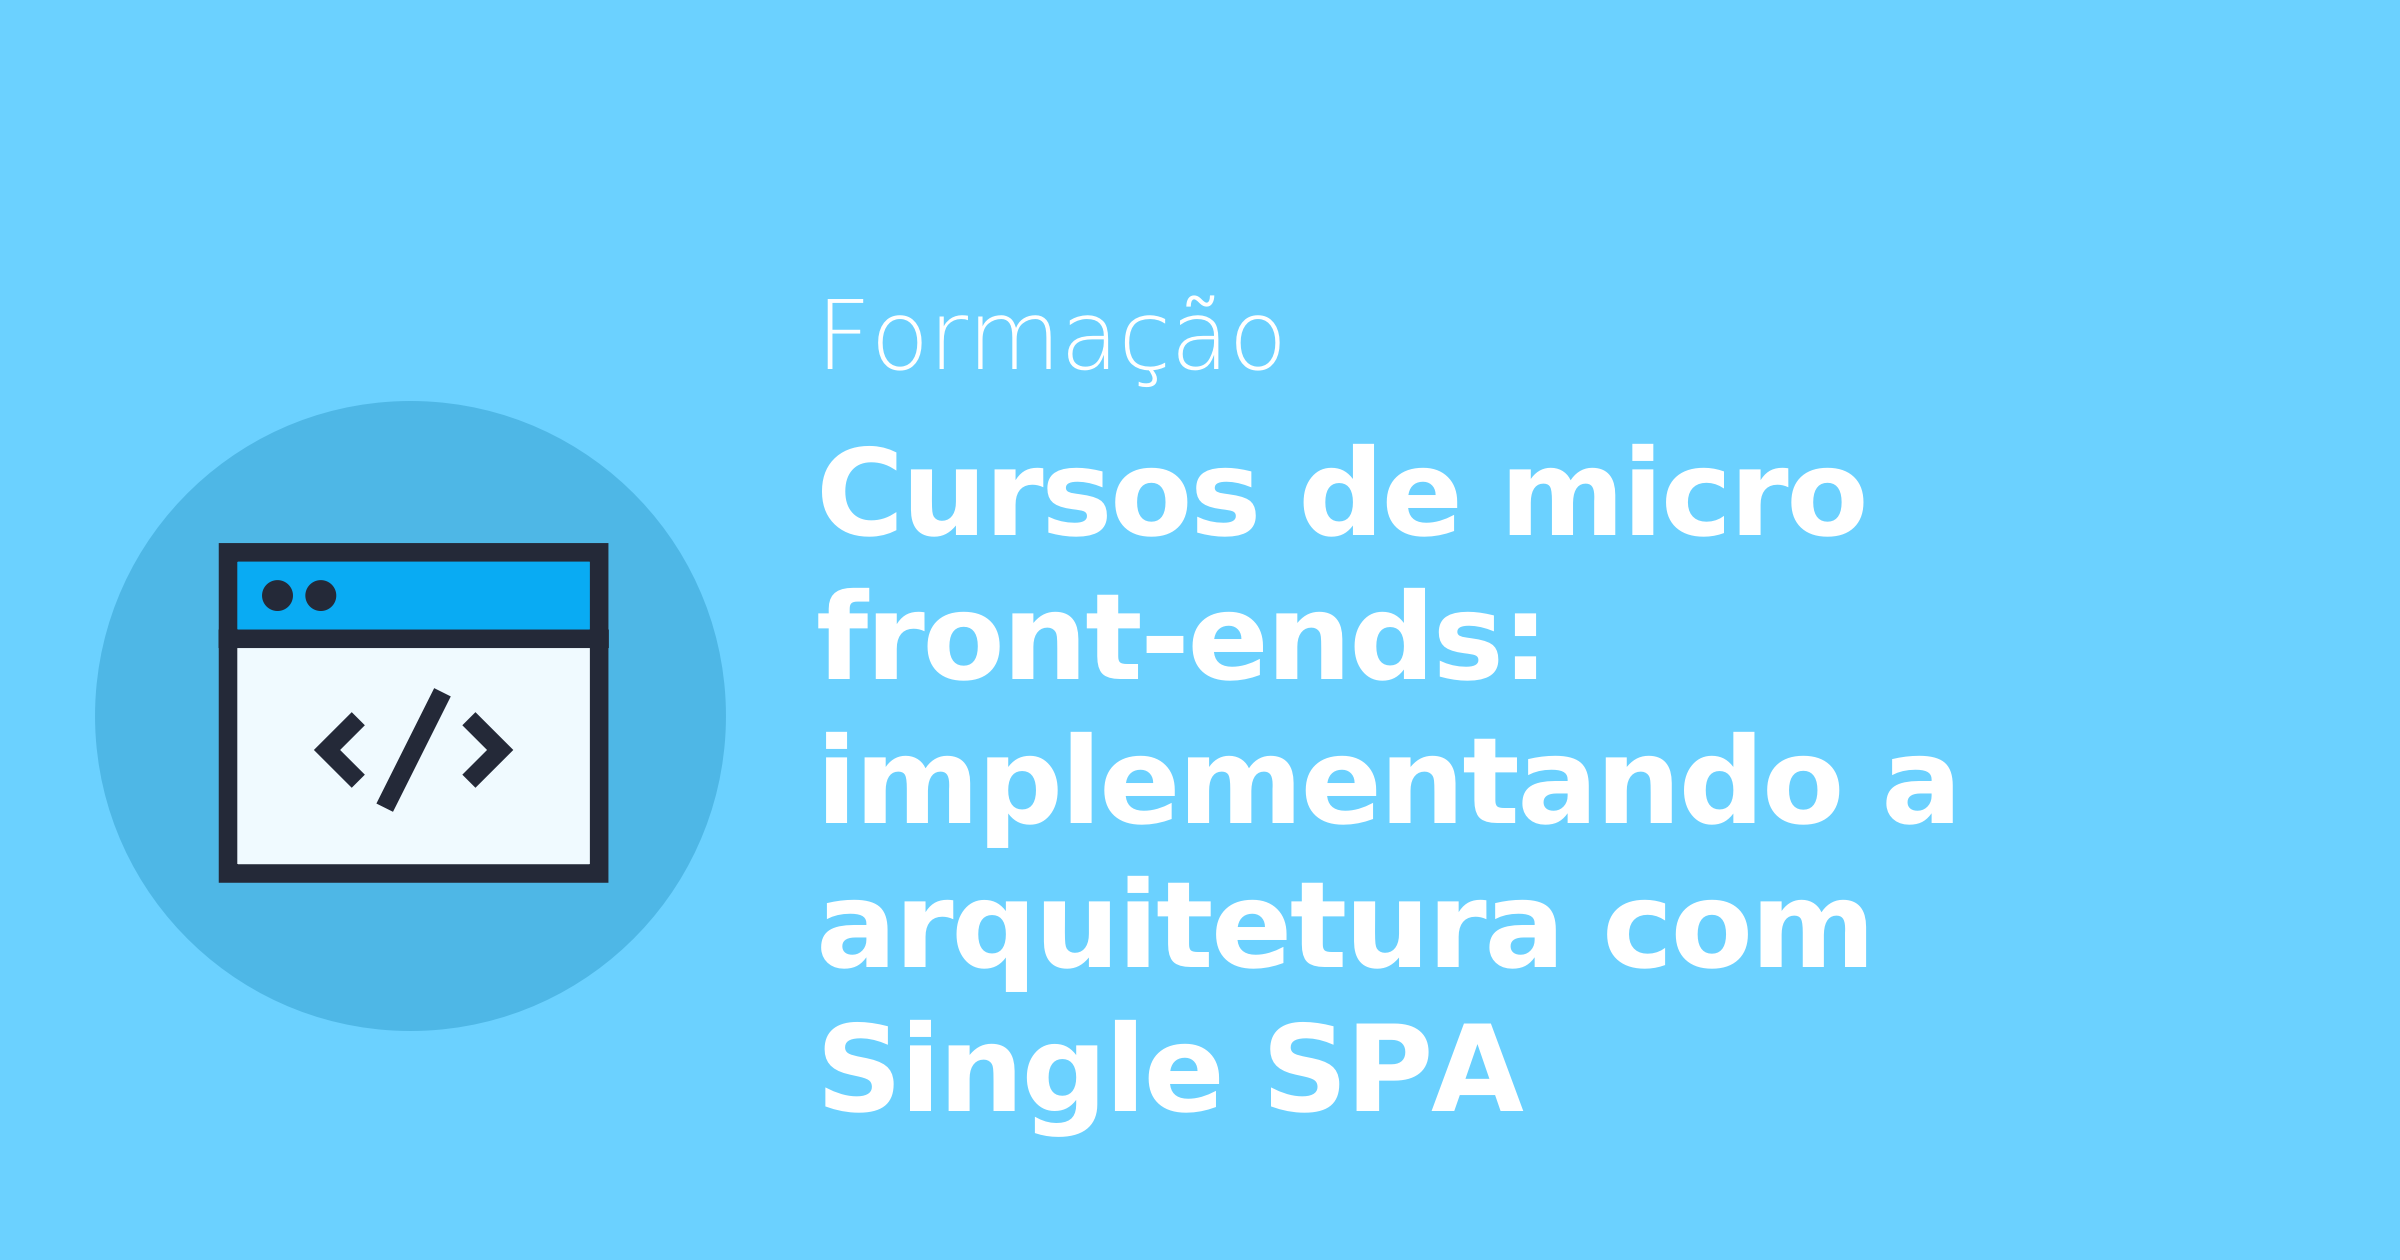 Formação
Cursos de micro
front-ends:
implementando a
arquitetura com
Single SPA